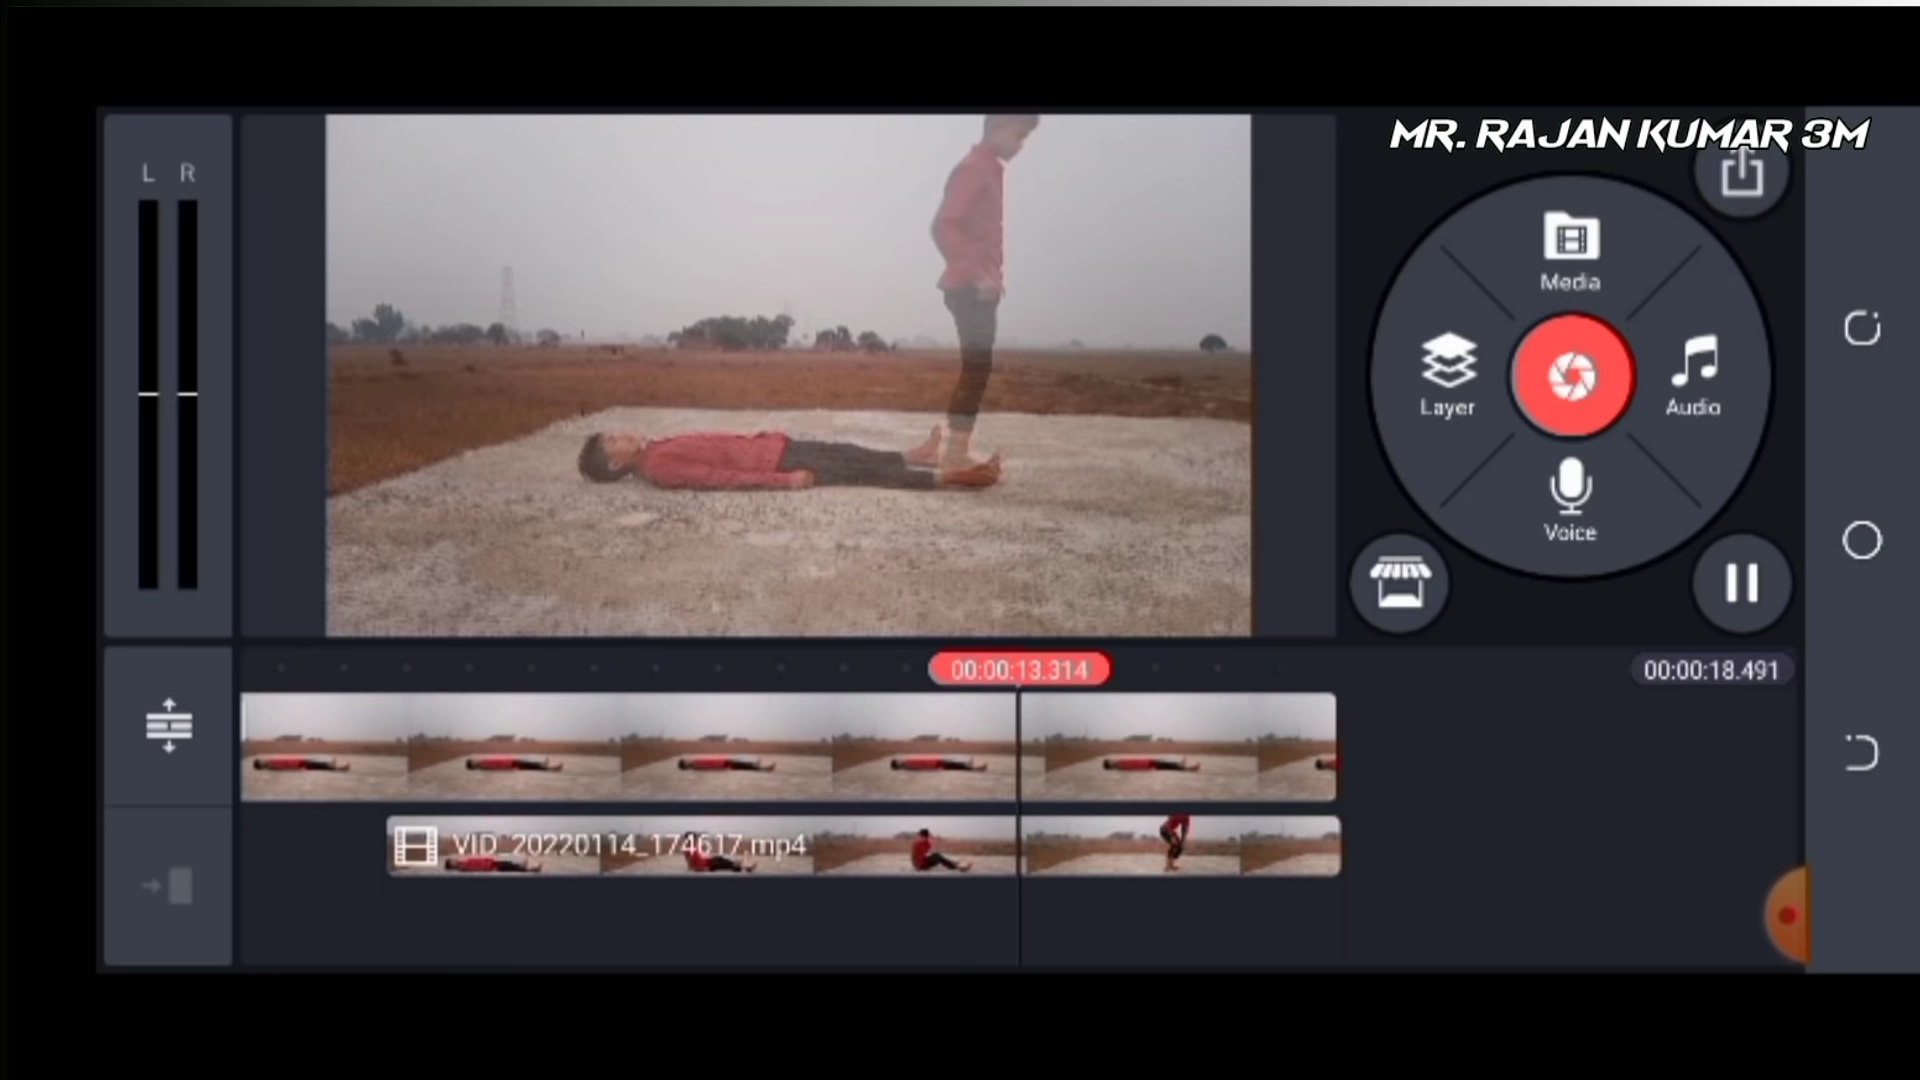 MR. RAJAN KUMAR 3M
L R
Media
Layer
Audio
Voice
00:00:13.314
00:00:18.491
VID_20220114_174617.mp4